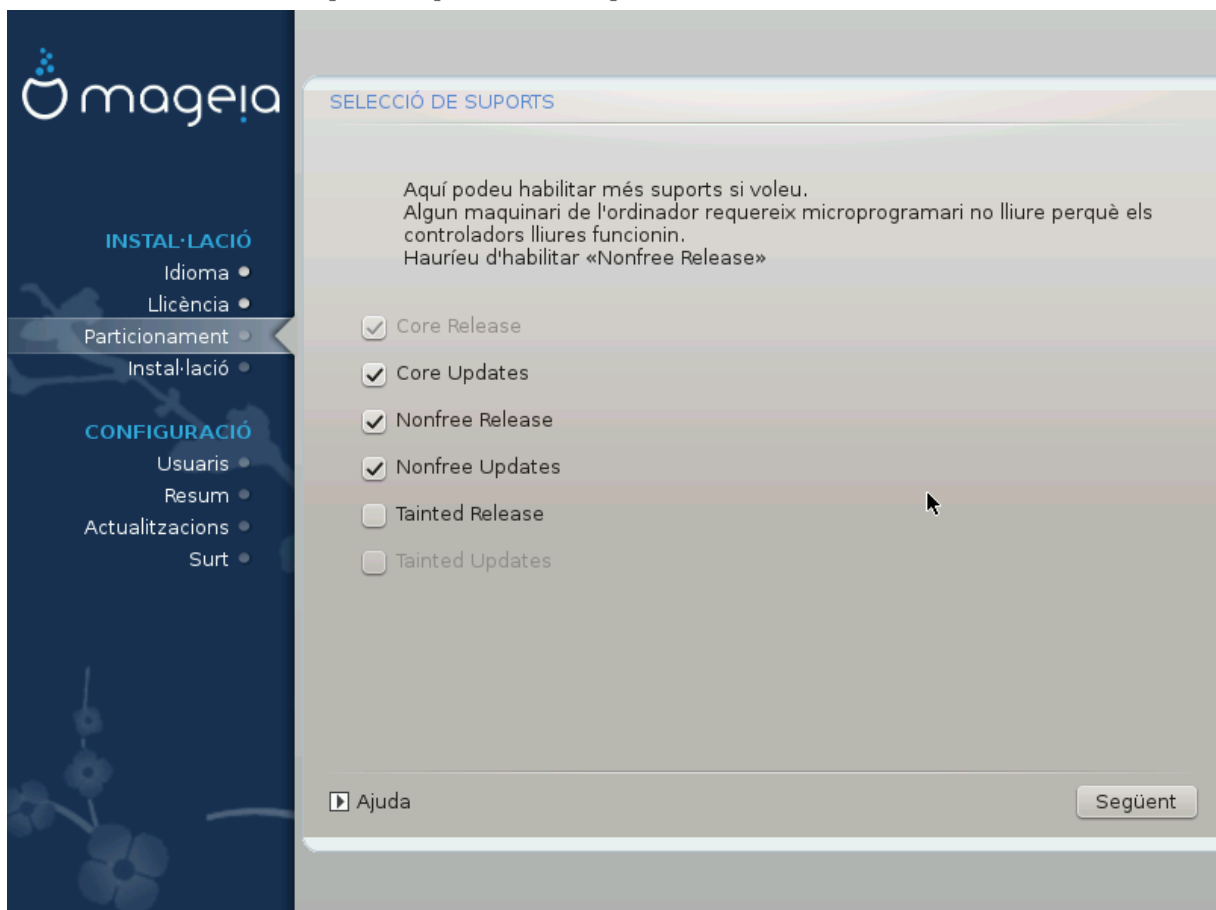 mageia
INSTAL·LACIÓ
Idioma
Llicència
Particionament
Instal·lació
CONFIGURACIÓ
Usuaris
Resum
Actualitzacions
Surt
SELECCIÓ DE SUPORTS
Aquí podeu habilitar més suports si voleu.
Algun maquinari de l'ordinador requereix microprogramari no lliure perquè els
controladors lliures funcionin.
Hauríeu d'habilitar «Nonfree Release»
Core Release
Core Updates
Nonfree Release
Nonfree Updates
Tainted Release
Tainted Updates
Ajuda
Següent